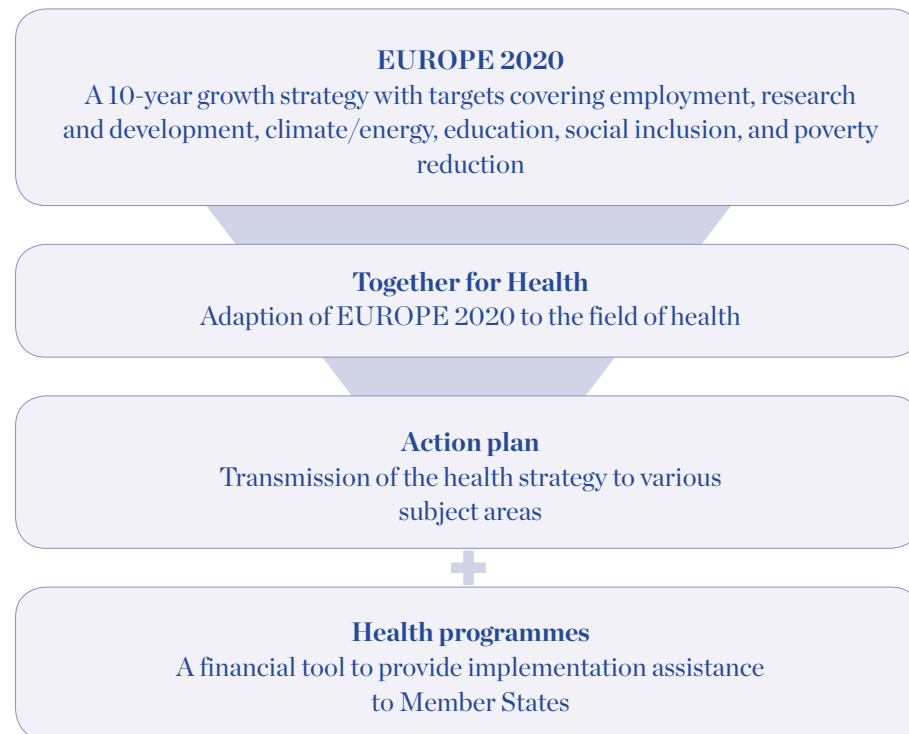 EUROPE 2020
A 10-year growth strategy with targets covering employment, research
and development, climate/energy, education, social inclusion, and poverty
reduction
Together for Health
Adaption of EUROPE 2020 to the field of health
Action plan
Transmission of the health strategy to various
subject areas
Health programmes
A financial tool to provide implementation assistance
to Member States